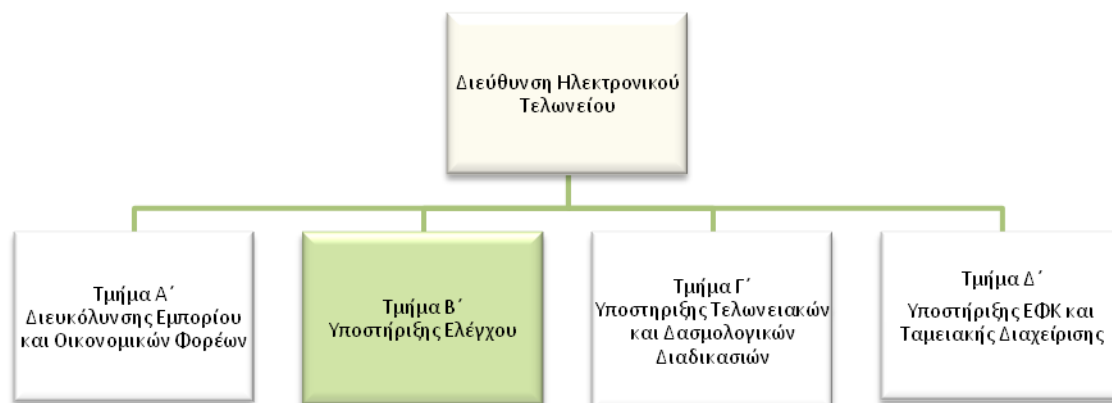 Διεύθυνση Ηλεκτρονικού
Τελωνείου
Τμήμα Α΄
Διευκόλυνσης Εμπορίου
και Οικονομικών Φορέων
Τμήμα Β΄
Υποστήριξης Ελέγχου
Τμήμα Γ΄
Υποστηριξης Τελωνειακών
και Δασμολογικών
Διαδικασιών
Τμήμα Δ΄
Υποστήριξης ΕΦΚ και
Ταμειακής Διαχείρισης